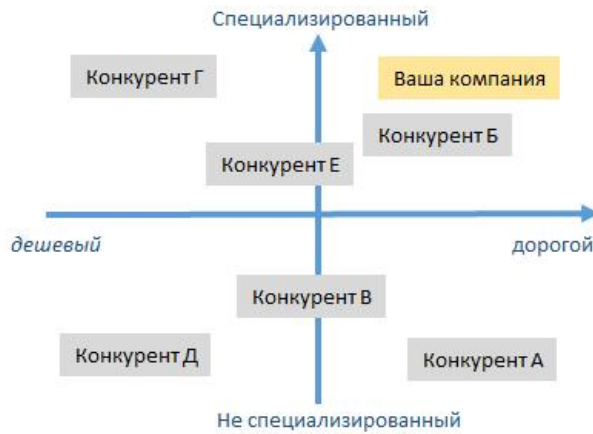 Специализированный
Конкурент Г
Ваша компания
Конкурент Б
Конкурент Е
дешевый
дорогой
Конкурент В
Конкурент Д
Конкурент А
Не специализированный